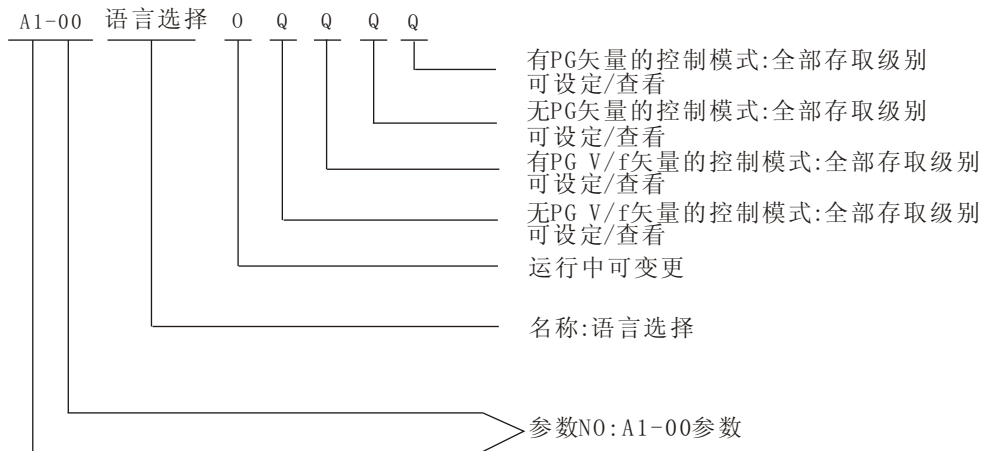 A1-00 语言选择 O Q Q Q Q
有PG矢量的控制模式:全部存取级别
可设定/查看
无PG矢量的控制模式:全部存取级别
可设定/查看
有PG V/f矢量的控制模式:全部存取级别
可设定/查看
无PG V/f矢量的控制模式:全部存取级别
可设定/查看
运行中可变更
名称:语言选择
参数NO:A1-00参数